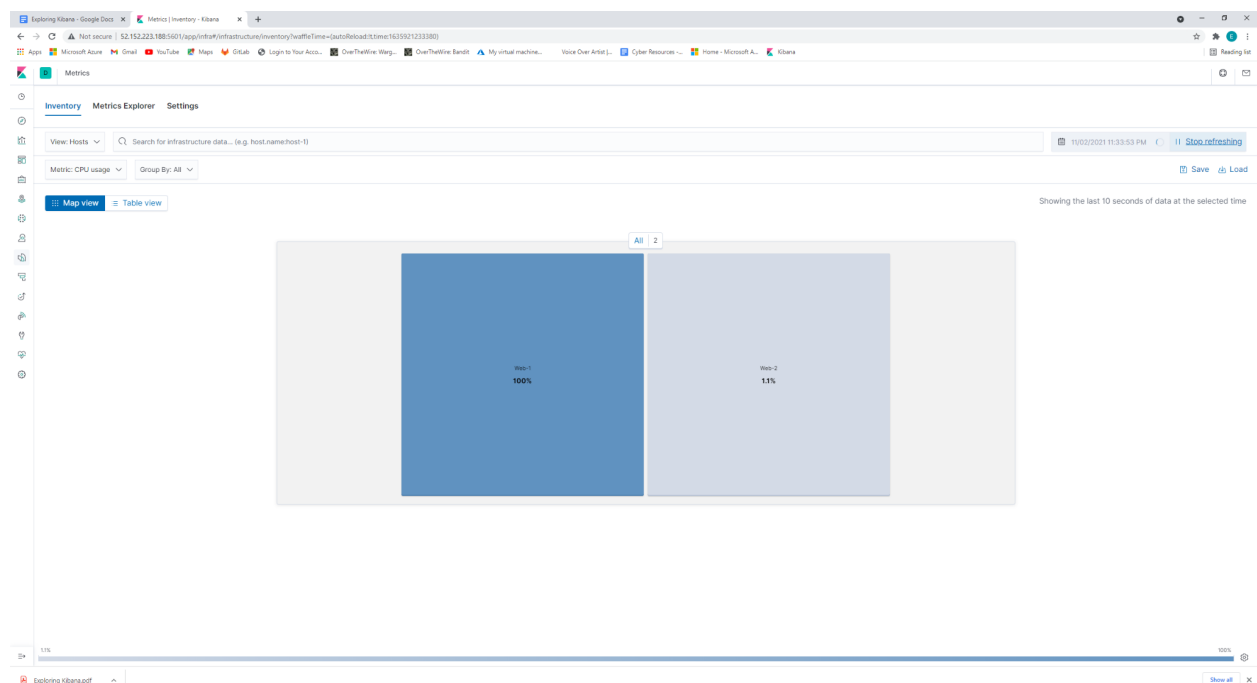 Exploring Kibana - Google Docs
Metrics | Inventory - Kibana
Not secure | 52.152.223.188:5601/app/infra#/infrastructure/inventory?waffleTime=(autoReload:!t,time:1635921233380)
Apps Microsoft Azure Gmail YouTube Maps GitLab Login to Your Acco... OverTheWire: Warg... OverTheWire: Bandit My virtual machine... Voice Over Artist |... Cyber Resources -... Home - Microsoft A... Kibana Reading list
D Metrics
Inventory Metrics Explorer Settings
View: Hosts Search for infrastructure data... (e.g. host.name:host-1) 11/02/2021 11:33:53 PM Stop refreshing
Metric: CPU usage Group By: All Save Load
Map view Table view Showing the last 10 seconds of data at the selected time
All 2
Web-1
100%
Web-2
1.1%
1.1% 100%
Exploring Kibana.pdf Show all